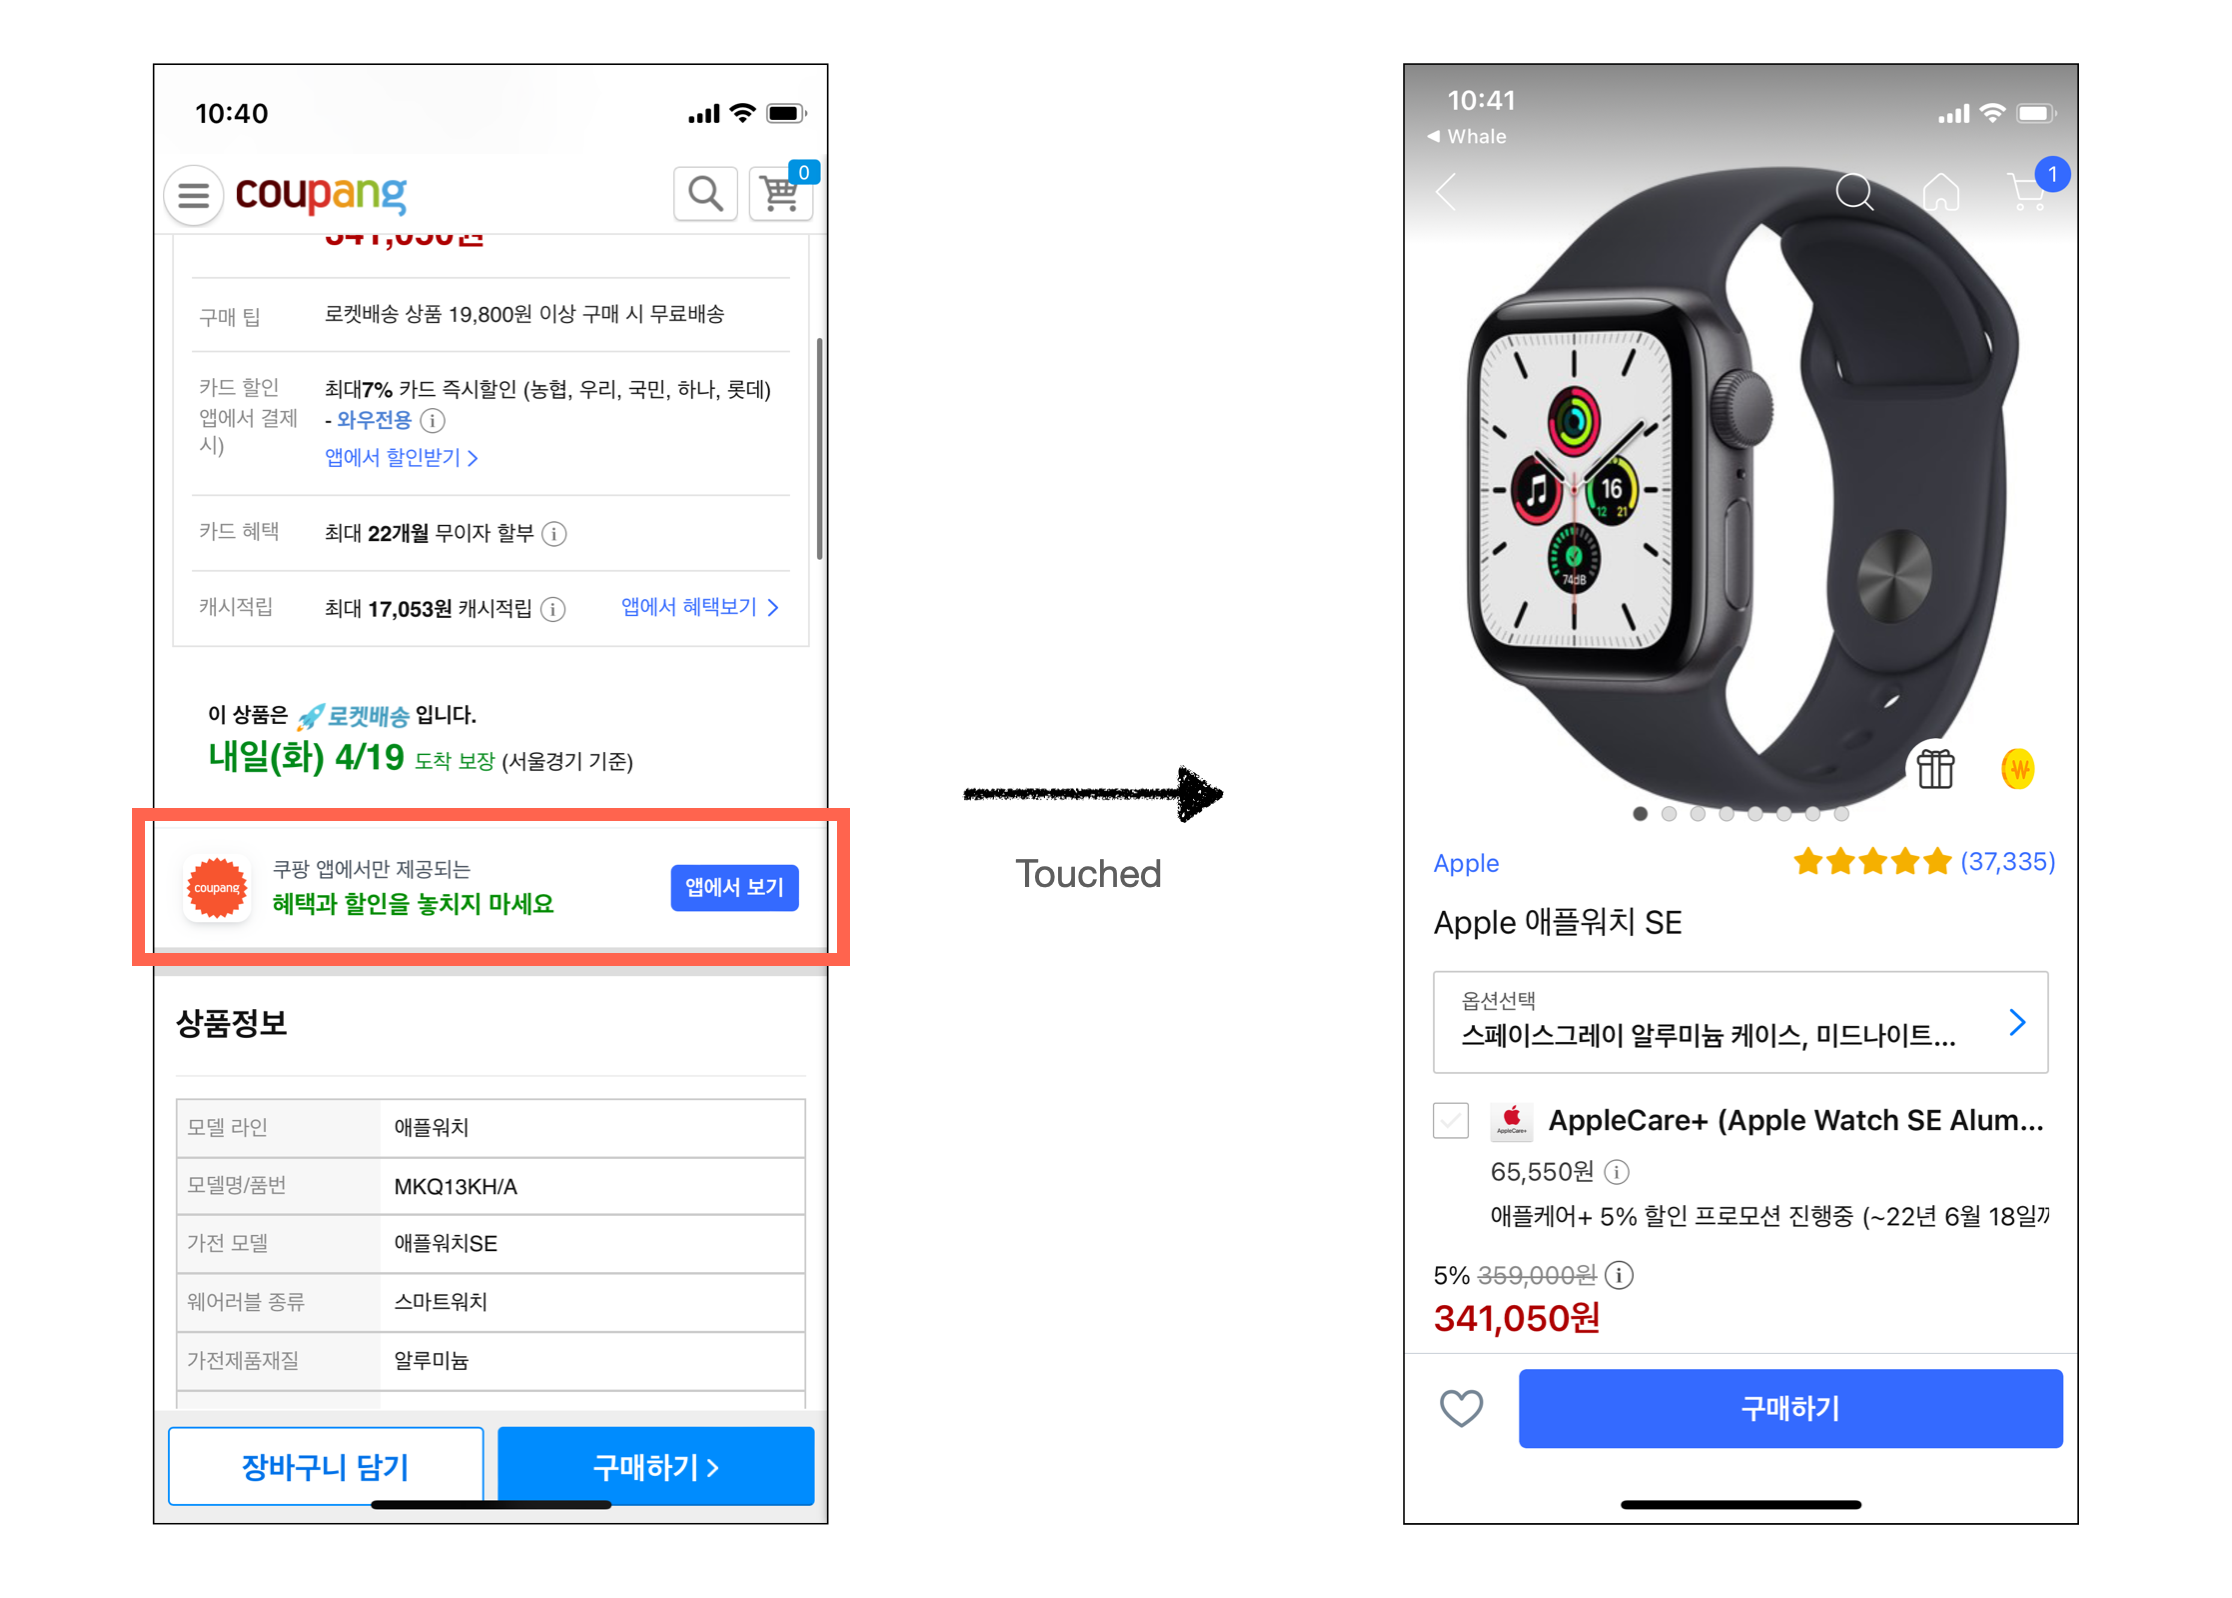 10:40
coupang
0
341,050원
구매 팁
로켓배송 상품 19,800원 이상 구매 시 무료배송
카드 할인
앱에서 결제
시)
최대7% 카드 즉시할인 (농협, 우리, 국민, 하나, 롯데)
- 와우전용
앱에서 할인받기 >
카드 혜택
최대 22개월 무이자 할부
캐시적립
최대 17,053원 캐시적립
앱에서 혜택보기 >
이 상품은 로켓배송 입니다.
내일(화) 4/19 도착 보장 (서울경기 기준)
coupang
쿠팡 앱에서만 제공되는
혜택과 할인을 놓치지 마세요
앱에서 보기
상품정보
모델 라인 애플워치
모델명/품번 MKQ13KH/A
가전 모델 애플워치SE
웨어러블 종류 스마트워치
가전제품재질 알루미늄
장바구니 담기
구매하기 >
Touched
10:41
◀ Whale
1
16
12 21
74dB
Apple
(37,335)
Apple 애플워치 SE
옵션선택
스페이스그레이 알루미늄 케이스, 미드나이트...
AppleCare+
AppleCare+ (Apple Watch SE Alum...
65,550원
애플케어+ 5% 할인 프로모션 진행중 (~22년 6월 18일까
5% 359,000원
341,050원
구매하기